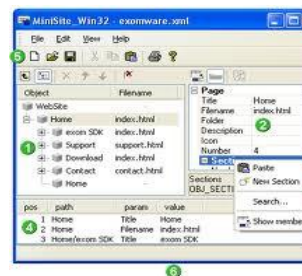 MiniSite_Win32 - exomware.xml
File Edit View Help
5
Object Filename
WebSite
Home index.html
exom SDK index.html
Support support.html
Download index.html
Contact contact.html
Home
1
Page
Title Home
Filename index.html
Folder
Description
Icon
Number 4
2
Sections
OBJ_SECTI
Paste
New Section
Search...
Show membe
pos path param value
1 Home Title Home
2 Home Filename index.html
3 Home/exom SDK Title exom SDK
4
6